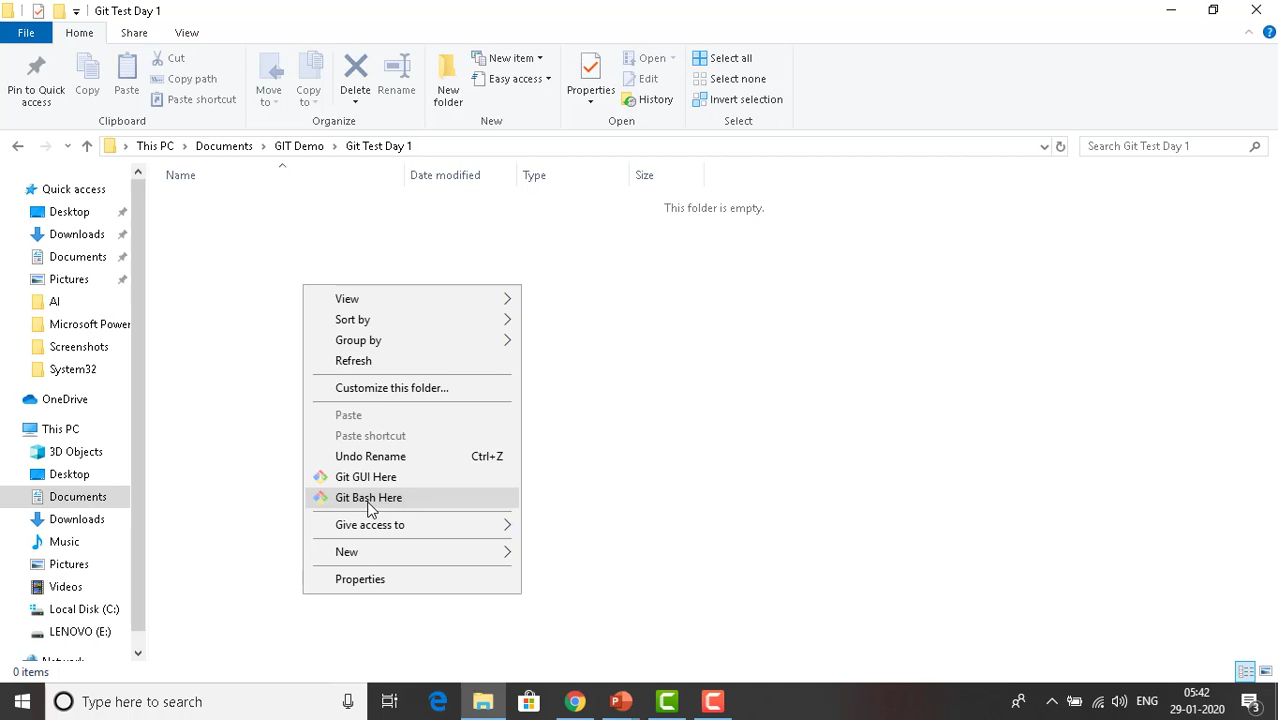 Git Test Day 1
File Home Share View
Pin to Quick access
Copy
Paste
Cut
Copy path
Paste shortcut
Clipboard
Move to
Copy to
Delete
Rename
Organize
New folder
New item
Easy access
New
Properties
Open
Edit
History
Open
Select all
Select none
Invert selection
Select
This PC > Documents > GIT Demo > Git Test Day 1
Search Git Test Day 1
Name Date modified Type Size
This folder is empty.
Quick access
Desktop
Downloads
Documents
Pictures
AI
Microsoft Power
Screenshots
System32
OneDrive
This PC
3D Objects
Desktop
Documents
Downloads
Music
Pictures
Videos
Local Disk (C:)
LENOVO (E:)
Network
View
Sort by
Group by
Refresh
Customize this folder...
Paste
Paste shortcut
Undo Rename Ctrl+Z
Git GUI Here
Git Bash Here
Give access to
New
Properties
0 items
Type here to search
ENG
05:42
29-01-2020
3